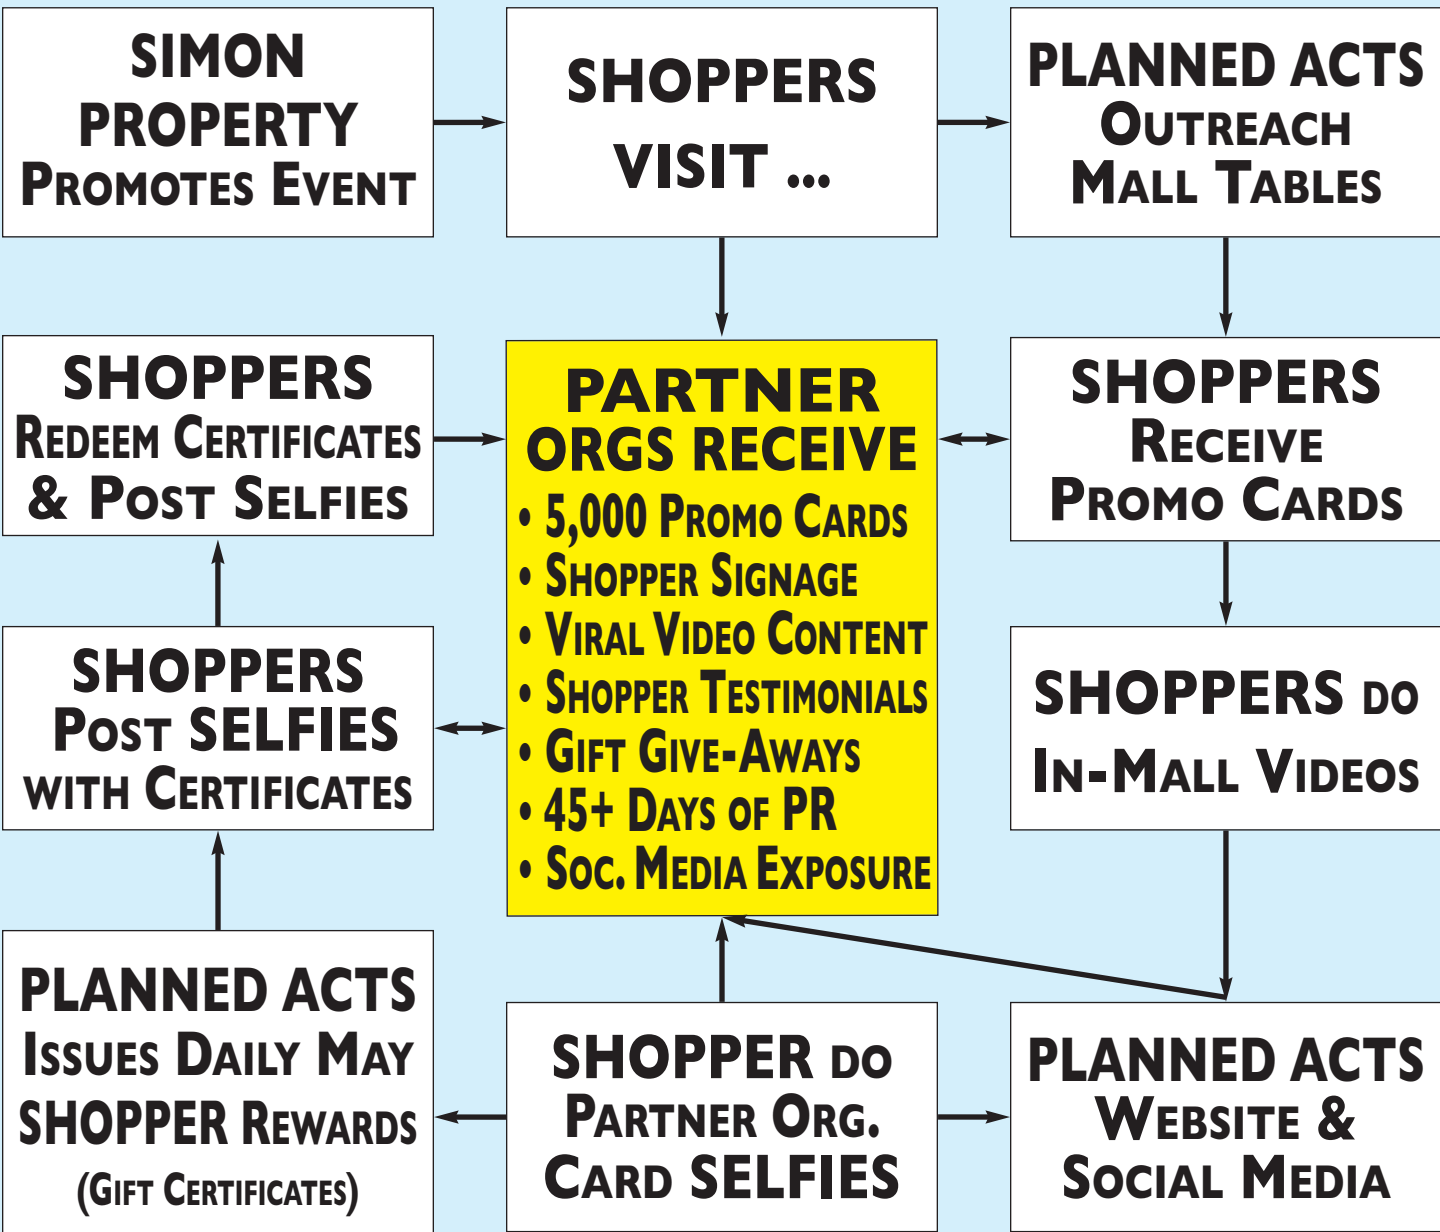 SIMON
PROPERTY
PROMOTES EVENT
SHOPPERS
VISIT ...
PLANNED ACTS
OUTREACH
MALL TABLES
SHOPPERS
REDEEM CERTIFICATES
& POST SELFIES
PARTNER
ORGS RECEIVE
• 5,000 PROMO CARDS
• SHOPPER SIGNAGE
• VIRAL VIDEO CONTENT
• SHOPPER TESTIMONIALS
• GIFT GIVE-AWAYS
• 45+ DAYS OF PR
• SOC. MEDIA EXPOSURE
SHOPPERS
RECEIVE
PROMO CARDS
SHOPPERS
POST SELFIES
WITH CERTIFICATES
SHOPPERS DO
IN-MALL VIDEOS
PLANNED ACTS
ISSUES DAILY MAY
SHOPPER REWARDS
(GIFT CERTIFICATES)
SHOPPER DO
PARTNER ORG.
CARD SELFIES
PLANNED ACTS
WEBSITE &
SOCIAL MEDIA